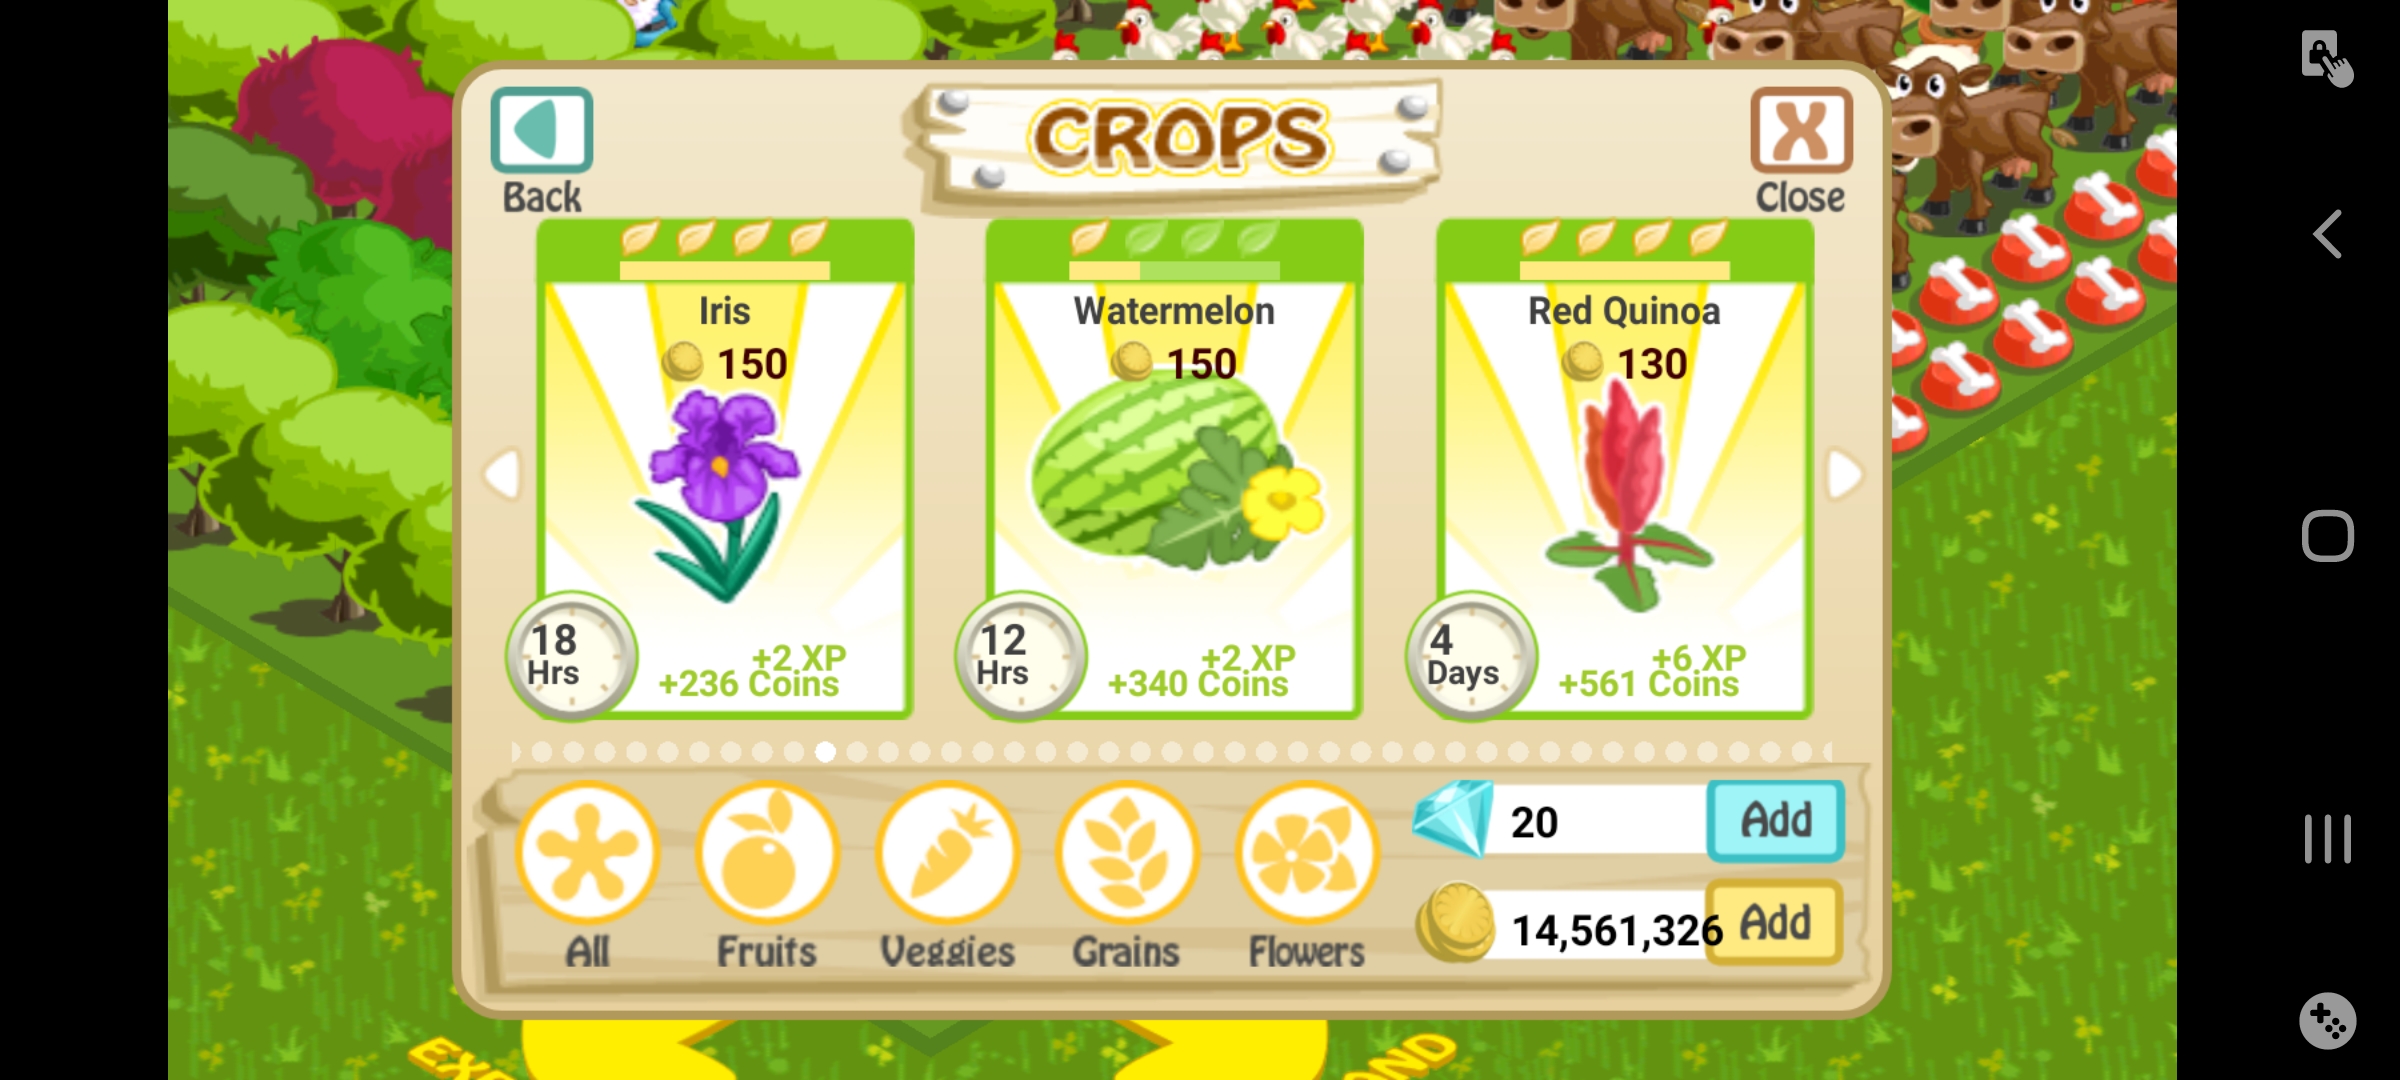 CROPS
Back
Close
Iris
150
18
Hrs
+2 XP
+236 Coins
Watermelon
150
12
Hrs
+2 XP
+340 Coins
Red Quinoa
130
4
Days
+6 XP
+561 Coins
All
Fruits
Veggies
Grains
Flowers
20
Add
14,561,326
Add